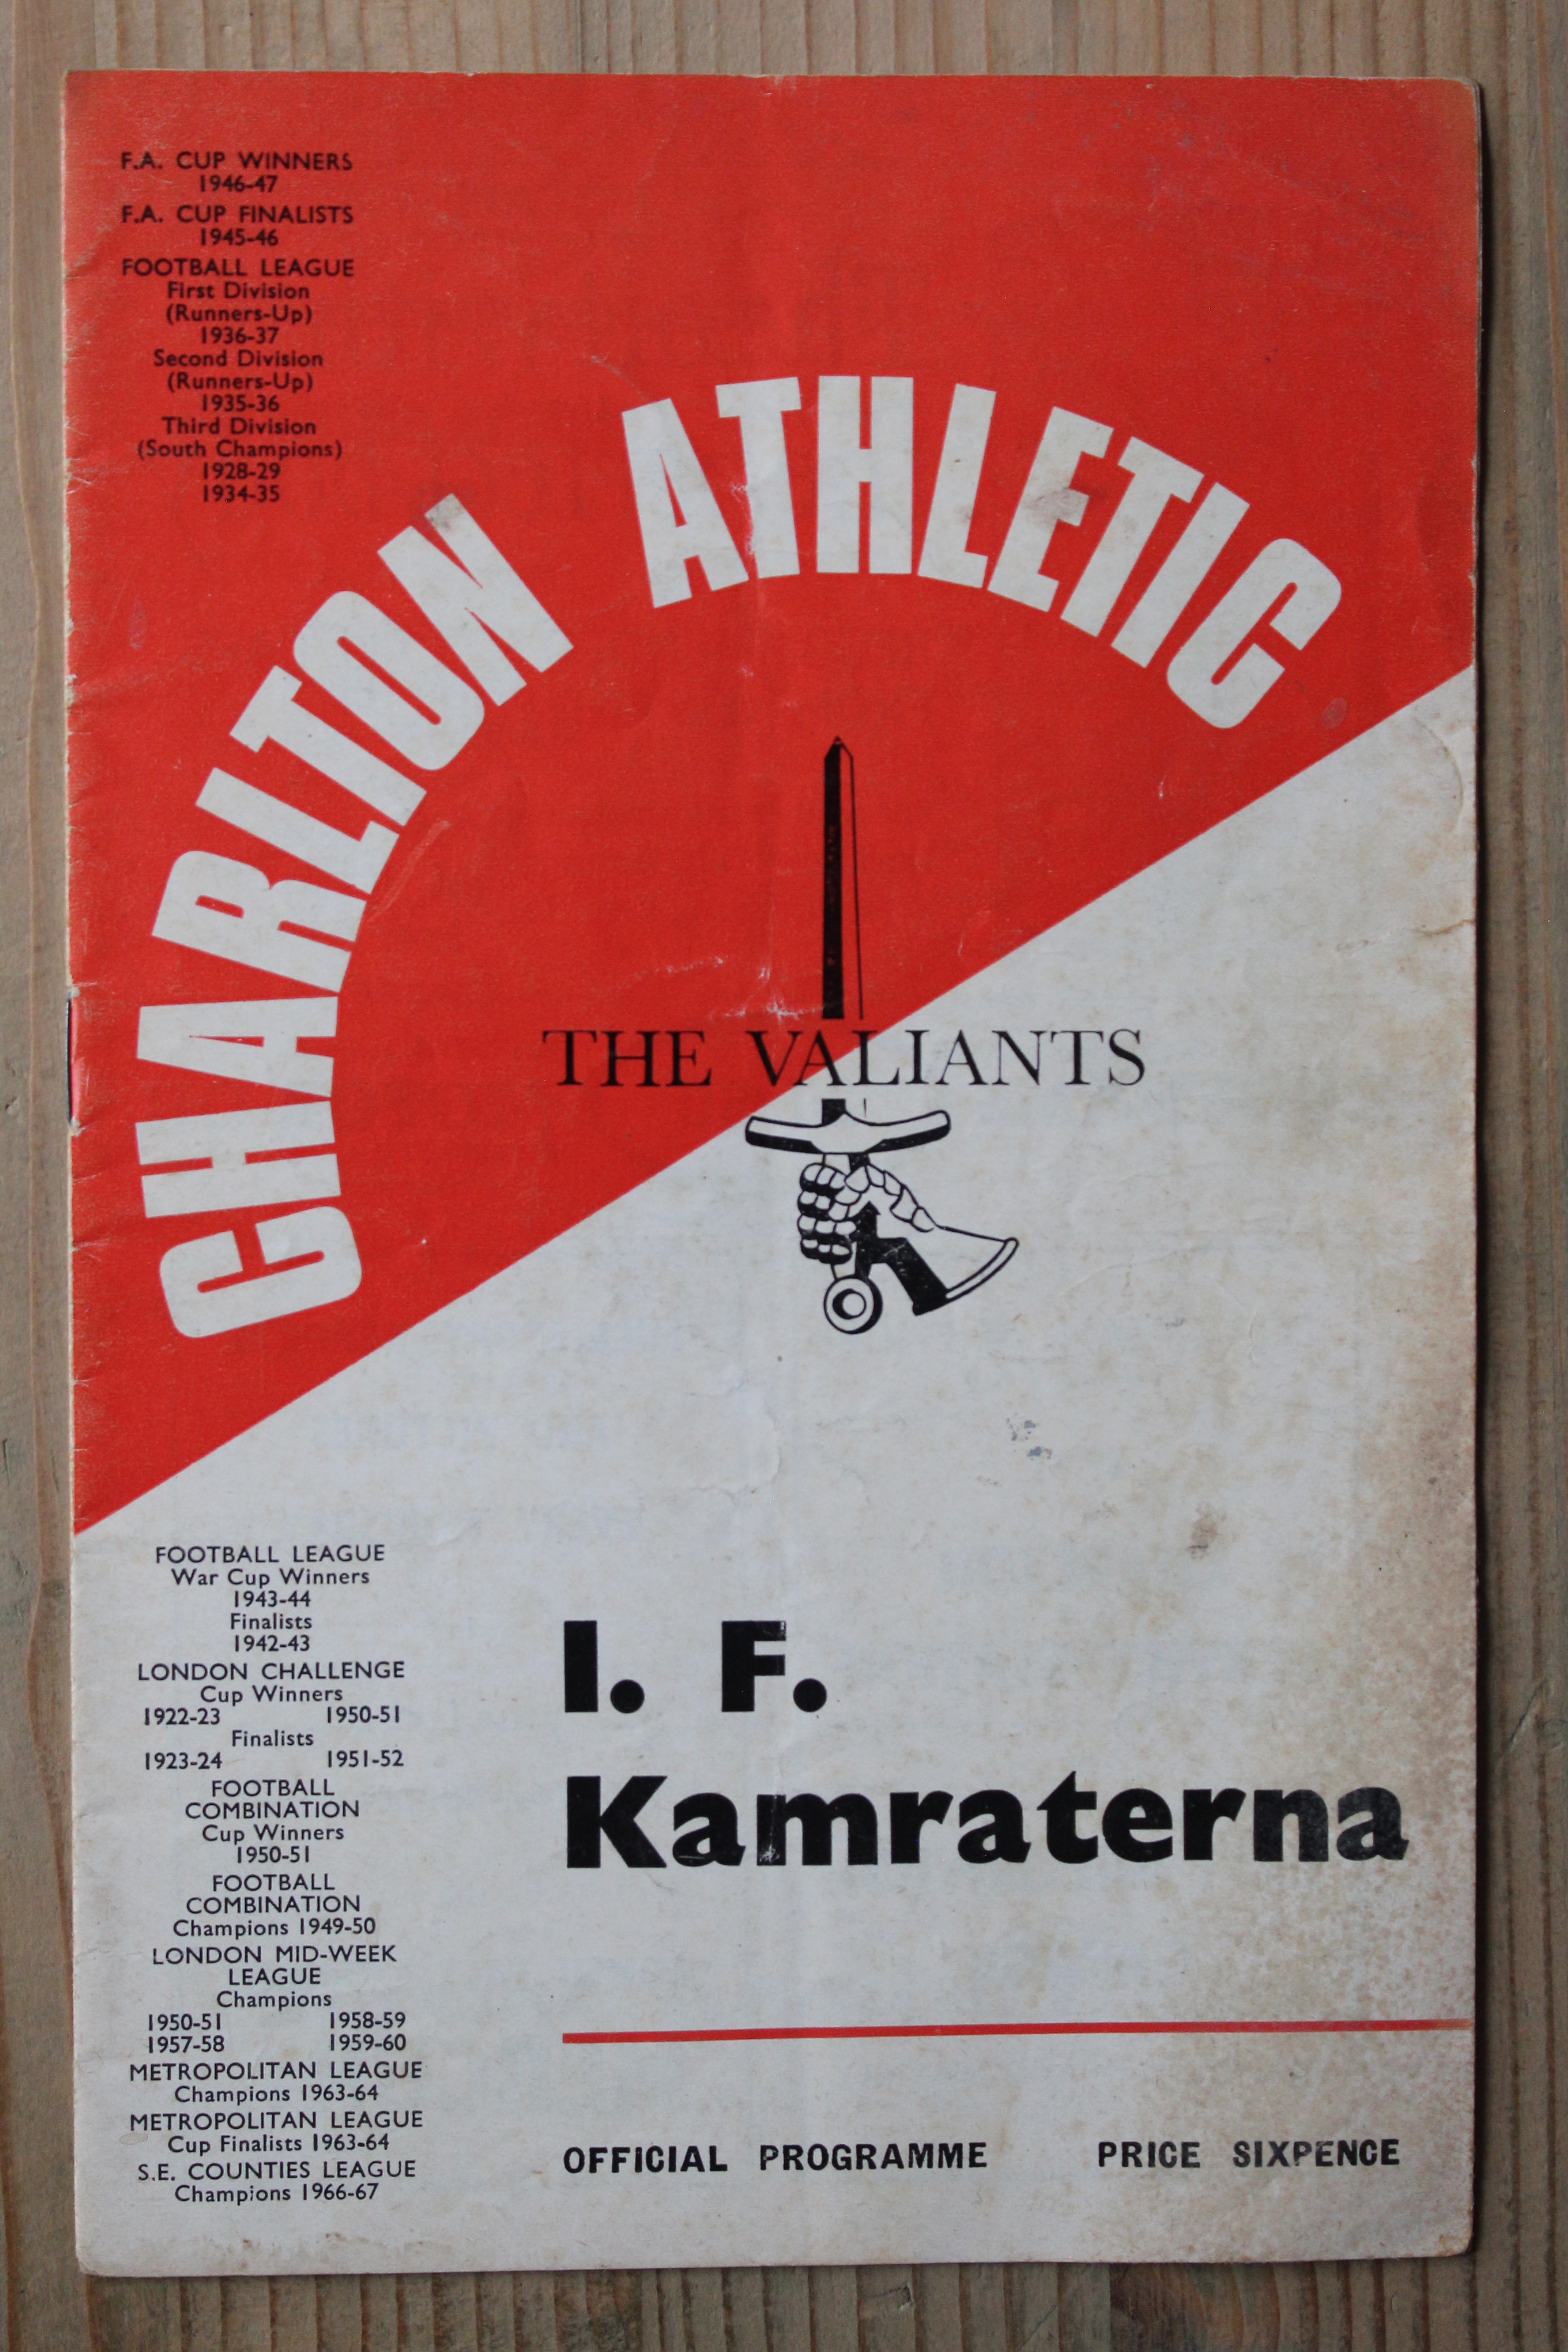 F.A. CUP WINNERS
1946-47
F.A. CUP FINALISTS
1945-46
FOOTBALL LEAGUE
First Division
(Runners-Up)
1936-37
Second Division
(Runners-Up)
1935-36
Third Division
(South Champions)
1928-29
1934-35
CHARLTON ATHLETIC
THE VALIANTS
FOOTBALL LEAGUE
War Cup Winners
1943-44
Finalists
1942-43
LONDON CHALLENGE
Cup Winners
1922-23 1950-51
Finalists
1923-24 1951-52
FOOTBALL
COMBINATION
Cup Winners
1950-51
FOOTBALL
COMBINATION
Champions 1949-50
LONDON MID-WEEK
LEAGUE
Champions
1950-51 1958-59
1957-58 1959-60
METROPOLITAN LEAGUE
Champions 1963-64
METROPOLITAN LEAGUE
Cup Finalists 1963-64
S.E. COUNTIES LEAGUE
Champions 1966-67
I. F.
Kamraterna
OFFICIAL PROGRAMME PRICE SIXPENCE